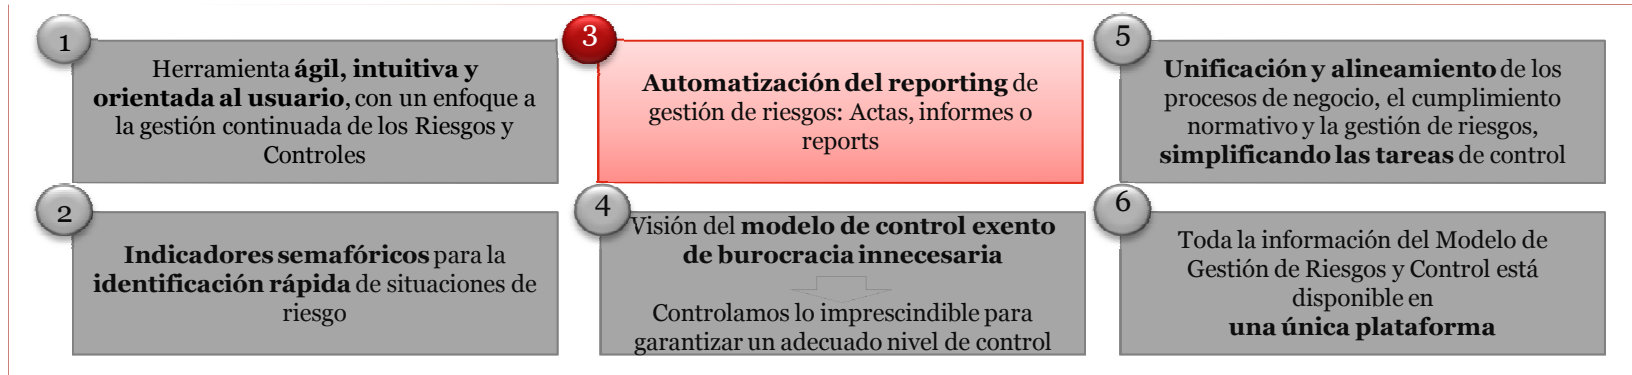 1
Herramienta ágil, intuitiva y
orientada al usuario, con un enfoque a
la gestión continuada de los Riesgos y
Controles
2
Indicadores semafóricos para la
identificación rápida de situaciones de
riesgo
3
Automatización del reporting de
gestión de riesgos: Actas, informes o
reports
4
Visión del modelo de control exento
de burocracia innecesaria
Controlamos lo imprescindible para
garantizar un adecuado nivel de control
5
Unificación y alineamiento de los
procesos de negocio, el cumplimiento
normativo y la gestión de riesgos,
simplificando las tareas de control
6
Toda la información del Modelo de
Gestión de Riesgos y Control está
disponible en
una única plataforma